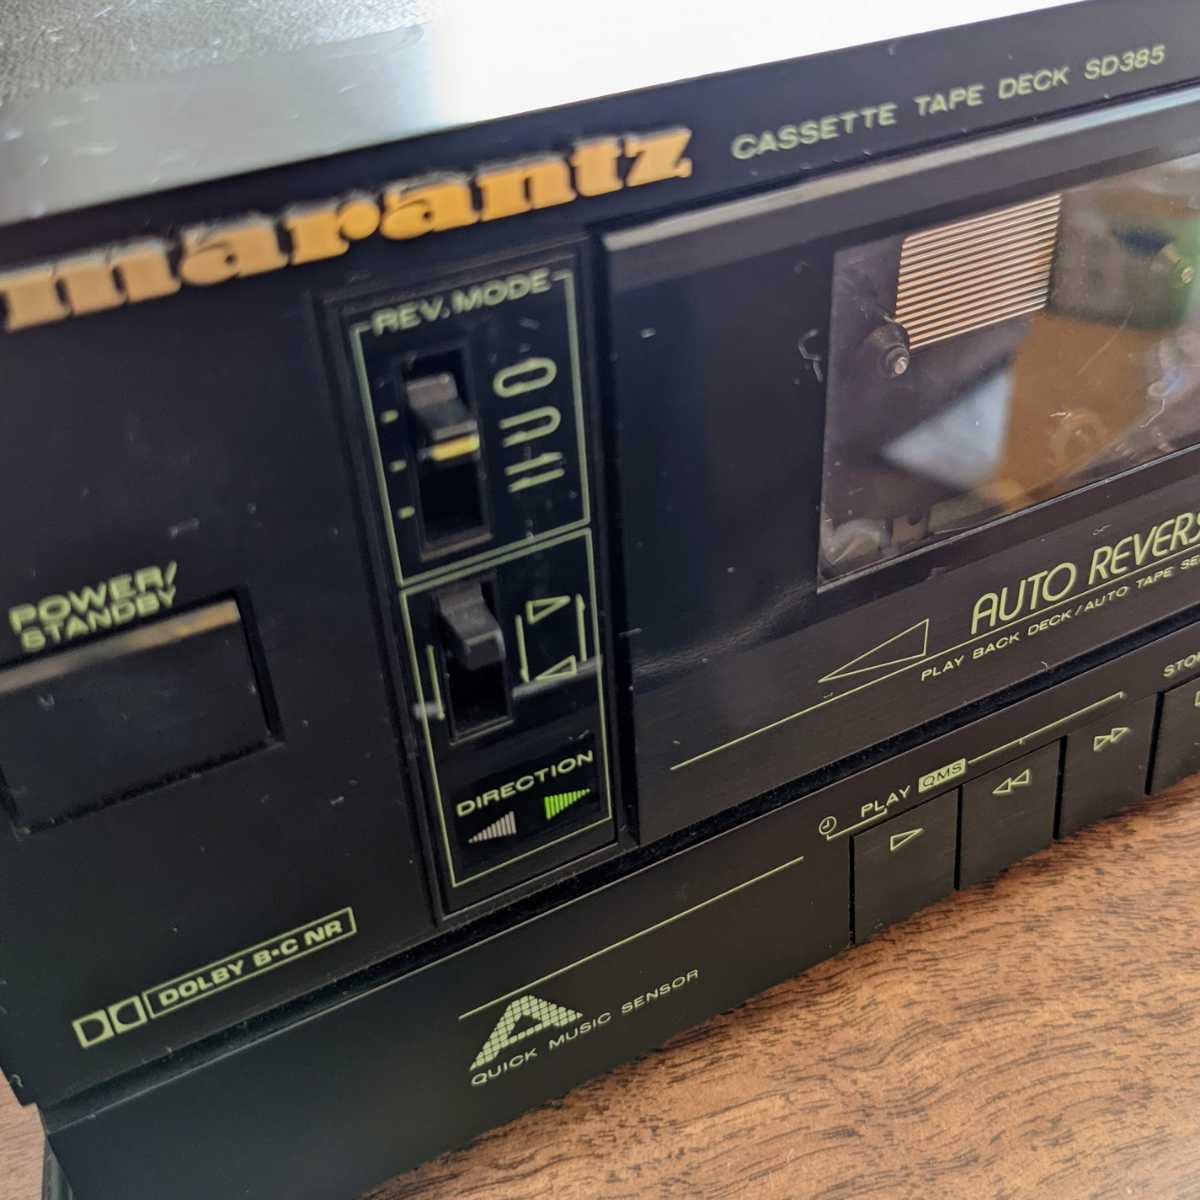 marantz
CASSETTE TAPE DECK SD385
REV. MODE
POWER/
STANDBY
AUTO REVERS
PLAY BACK DECK/AUTO TAPE SE
DIRECTION
PLAY QMS
STO
DOLBY B·C NR
QUICK MUSIC SENSOR